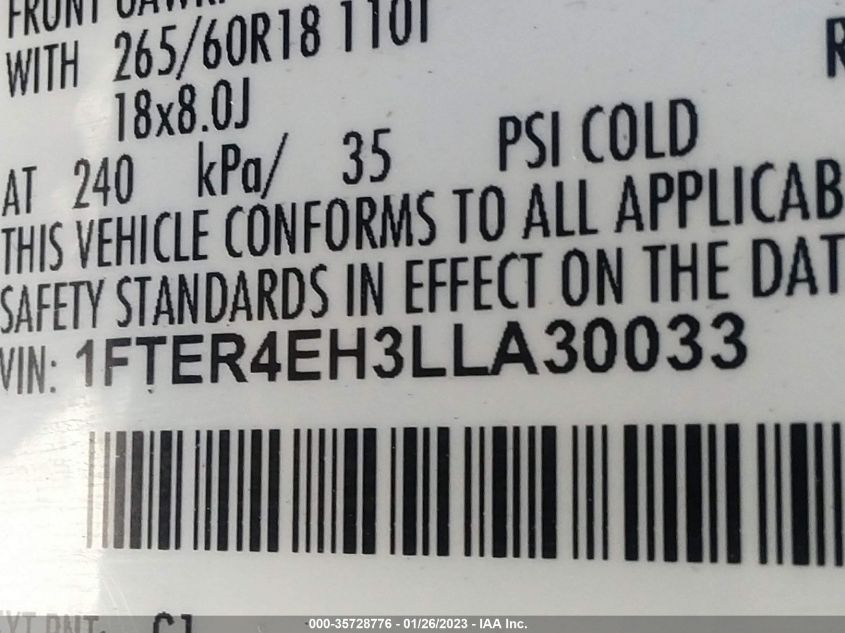 FRONT
WITH 265/60R18 110T
18x8.0J
AT 240 kPa/ 35 PSI COLD
THIS VEHICLE CONFORMS TO ALL APPLICAB
SAFETY STANDARDS IN EFFECT ON THE DAT
VIN: 1FTER4EH3LLA30033
000-35728776 - 01/26/2023 - IAA Inc.